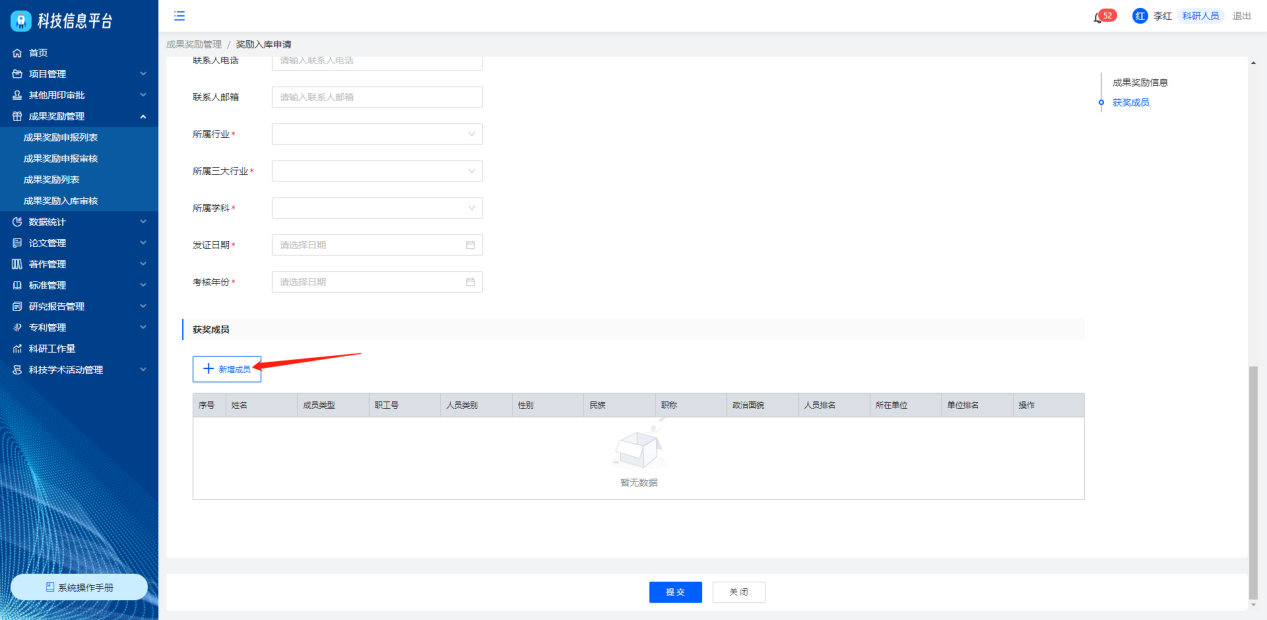 科技信息平台
52
红 李红 科研人员 退出
首页
项目管理
其他用印审批
成果奖励管理
成果奖励申报列表
成果奖励申报审核
成果奖励列表
成果奖励入库审核
数据统计
论文管理
著作管理
标准管理
研究报告管理
专利管理
科研工作量
科技学术活动管理
系统操作手册
成果奖励管理 / 奖励入库申请
联系人电话 请输入联系人电话
联系人邮箱 请输入联系人邮箱
所属行业*
所属三大行业*
所属学科*
发证日期* 请选择日期
考核年份* 请选择日期
成果奖励信息
获奖成员
获奖成员
+ 新增成员
序号 姓名 成员类型 职工号 人员类别 性别 民族 职称 政治面貌 人员排名 所在单位 单位排名 操作
暂无数据
提交 关闭